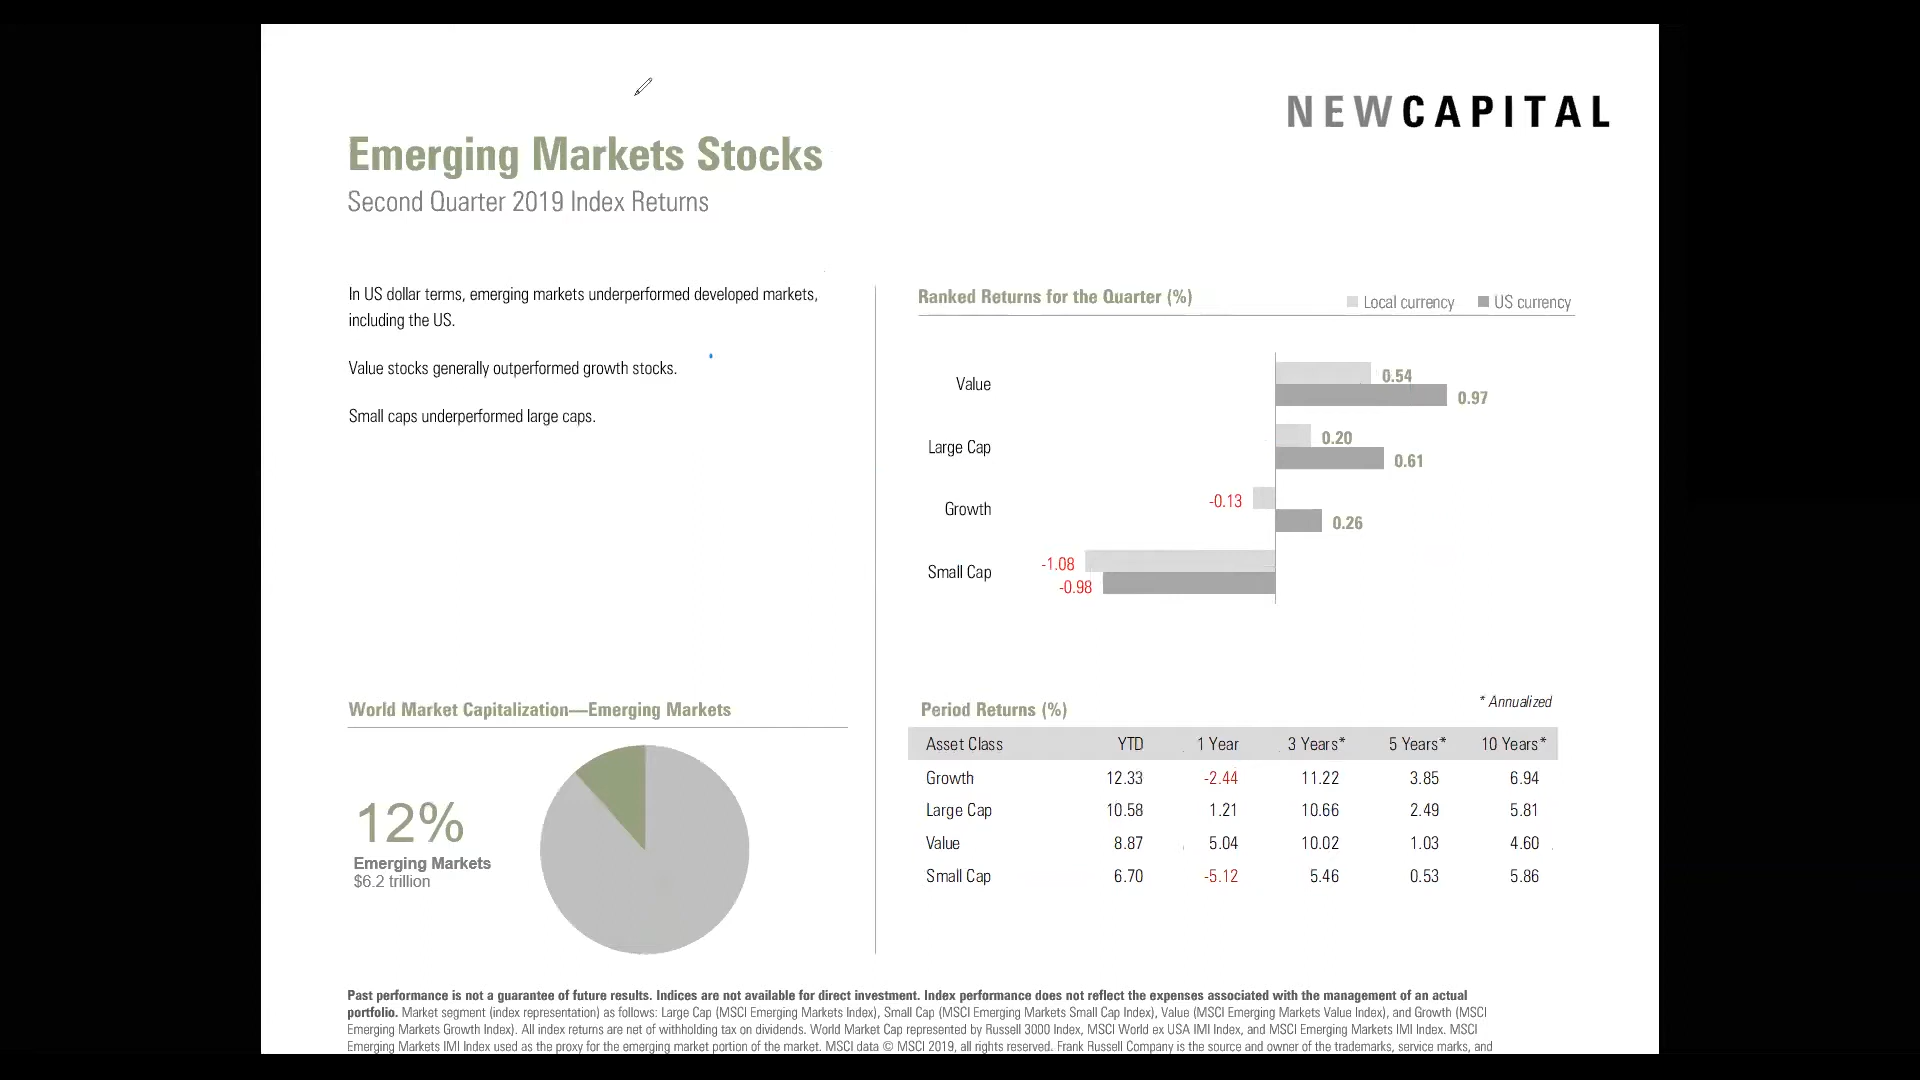 NEWCAPITAL
Emerging Markets Stocks
Second Quarter 2019 Index Returns
In US dollar terms, emerging markets underperformed developed markets,
including the US.
Value stocks generally outperformed growth stocks.
Small caps underperformed large caps.
Ranked Returns for the Quarter (%)
Local currency US currency
Value 0.54
0.97
Large Cap 0.20
0.61
Growth -0.13
0.26
Small Cap -1.08
-0.98
World Market Capitalization—Emerging Markets
12%
Emerging Markets
$6.2 trillion
Period Returns (%) * Annualized
Asset Class YTD 1 Year 3 Years* 5 Years* 10 Years*
Growth 12.33 -2.44 11.22 3.85 6.94
Large Cap 10.58 1.21 10.66 2.49 5.81
Value 8.87 5.04 10.02 1.03 4.60
Small Cap 6.70 -5.12 5.46 0.53 5.86
Past performance is not a guarantee of future results. Indices are not available for direct investment. Index performance does not reflect the expenses associated with the management of an actual
portfolio. Market segment (index representation) as follows: Large Cap (MSCI Emerging Markets Index), Small Cap (MSCI Emerging Markets Small Cap Index), Value (MSCI Emerging Markets Value Index), and Growth (MSCI
Emerging Markets Growth Index). All index returns are net of withholding tax on dividends. World Market Cap represented by Russell 3000 Index, MSCI World ex USA IMI Index, and MSCI Emerging Markets IMI Index. MSCI
Emerging Markets IMI Index used as the proxy for the emerging market portion of the market. MSCI data © MSCI 2019, all rights reserved. Frank Russell Company is the source and owner of the trademarks, service marks, and